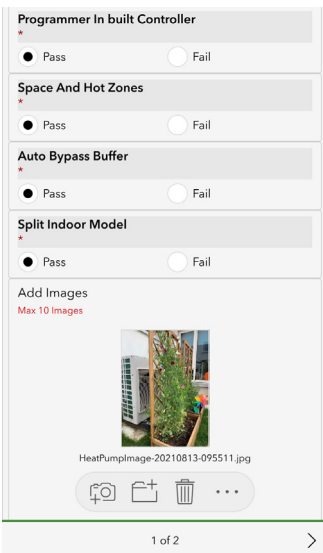 Programmer In built Controller
*
Pass Fail
Space And Hot Zones
*
Pass Fail
Auto Bypass Buffer
*
Pass Fail
Split Indoor Model
*
Pass Fail
Add Images
Max 10 Images
HeatPumpImage-20210813-095511.jpg
1 of 2